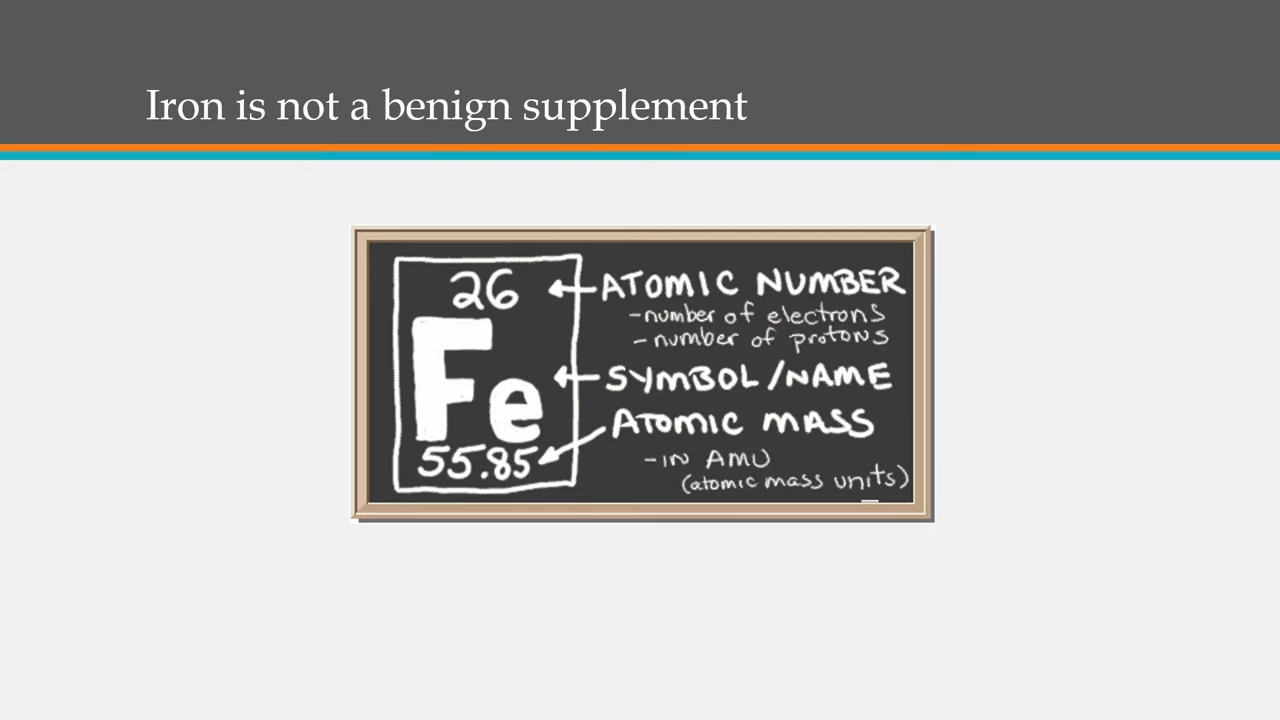 Iron is not a benign supplement
26
ATOMIC NUMBER
-number of electrons
-number of protons
Fe
SYMBOL/NAME
ATOMIC MASS
55.85
-IN AMU
(atomic mass units)